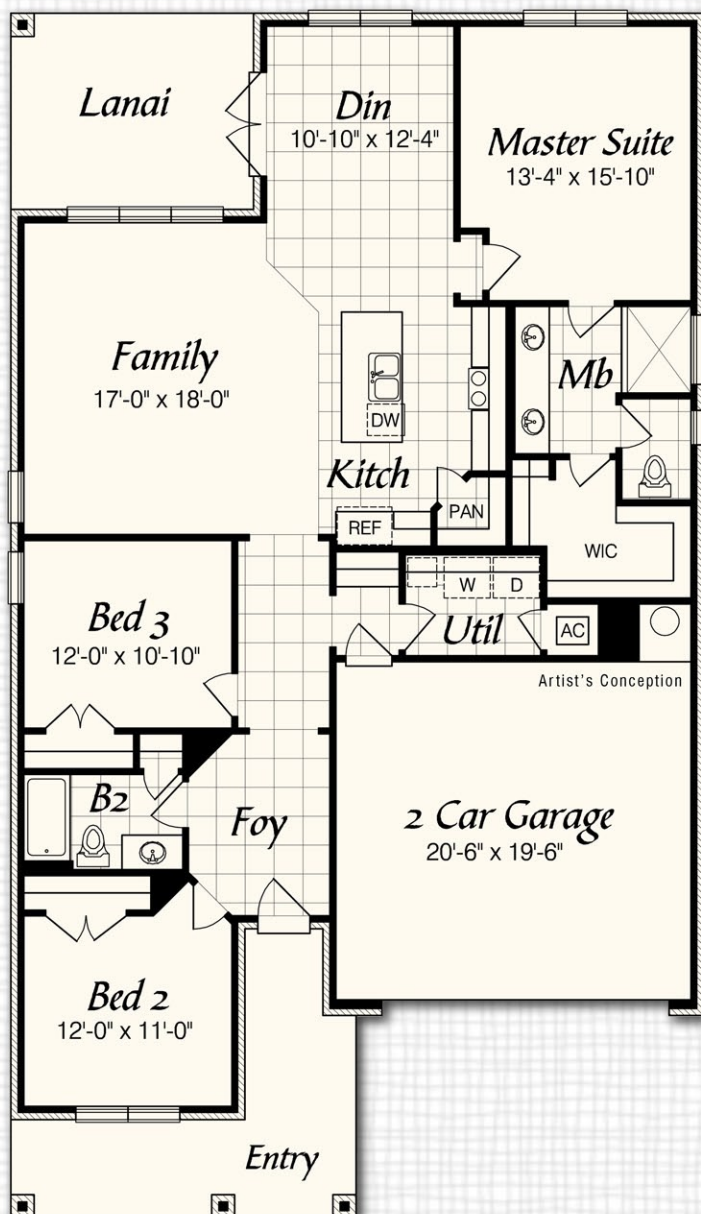 Lanai
Din
10'-10" x 12'-4"
Master Suite
13'-4" x 15'-10"
Family
17'-0" x 18'-0"
Mb
DW
Kitch
PAN
REF
WIC
W
D
Util
AC
Bed 3
12'-0" x 10'-10"
Artist's Conception
B2
Foy
2 Car Garage
20'-6" x 19'-6"
Bed 2
12'-0" x 11'-0"
Entry